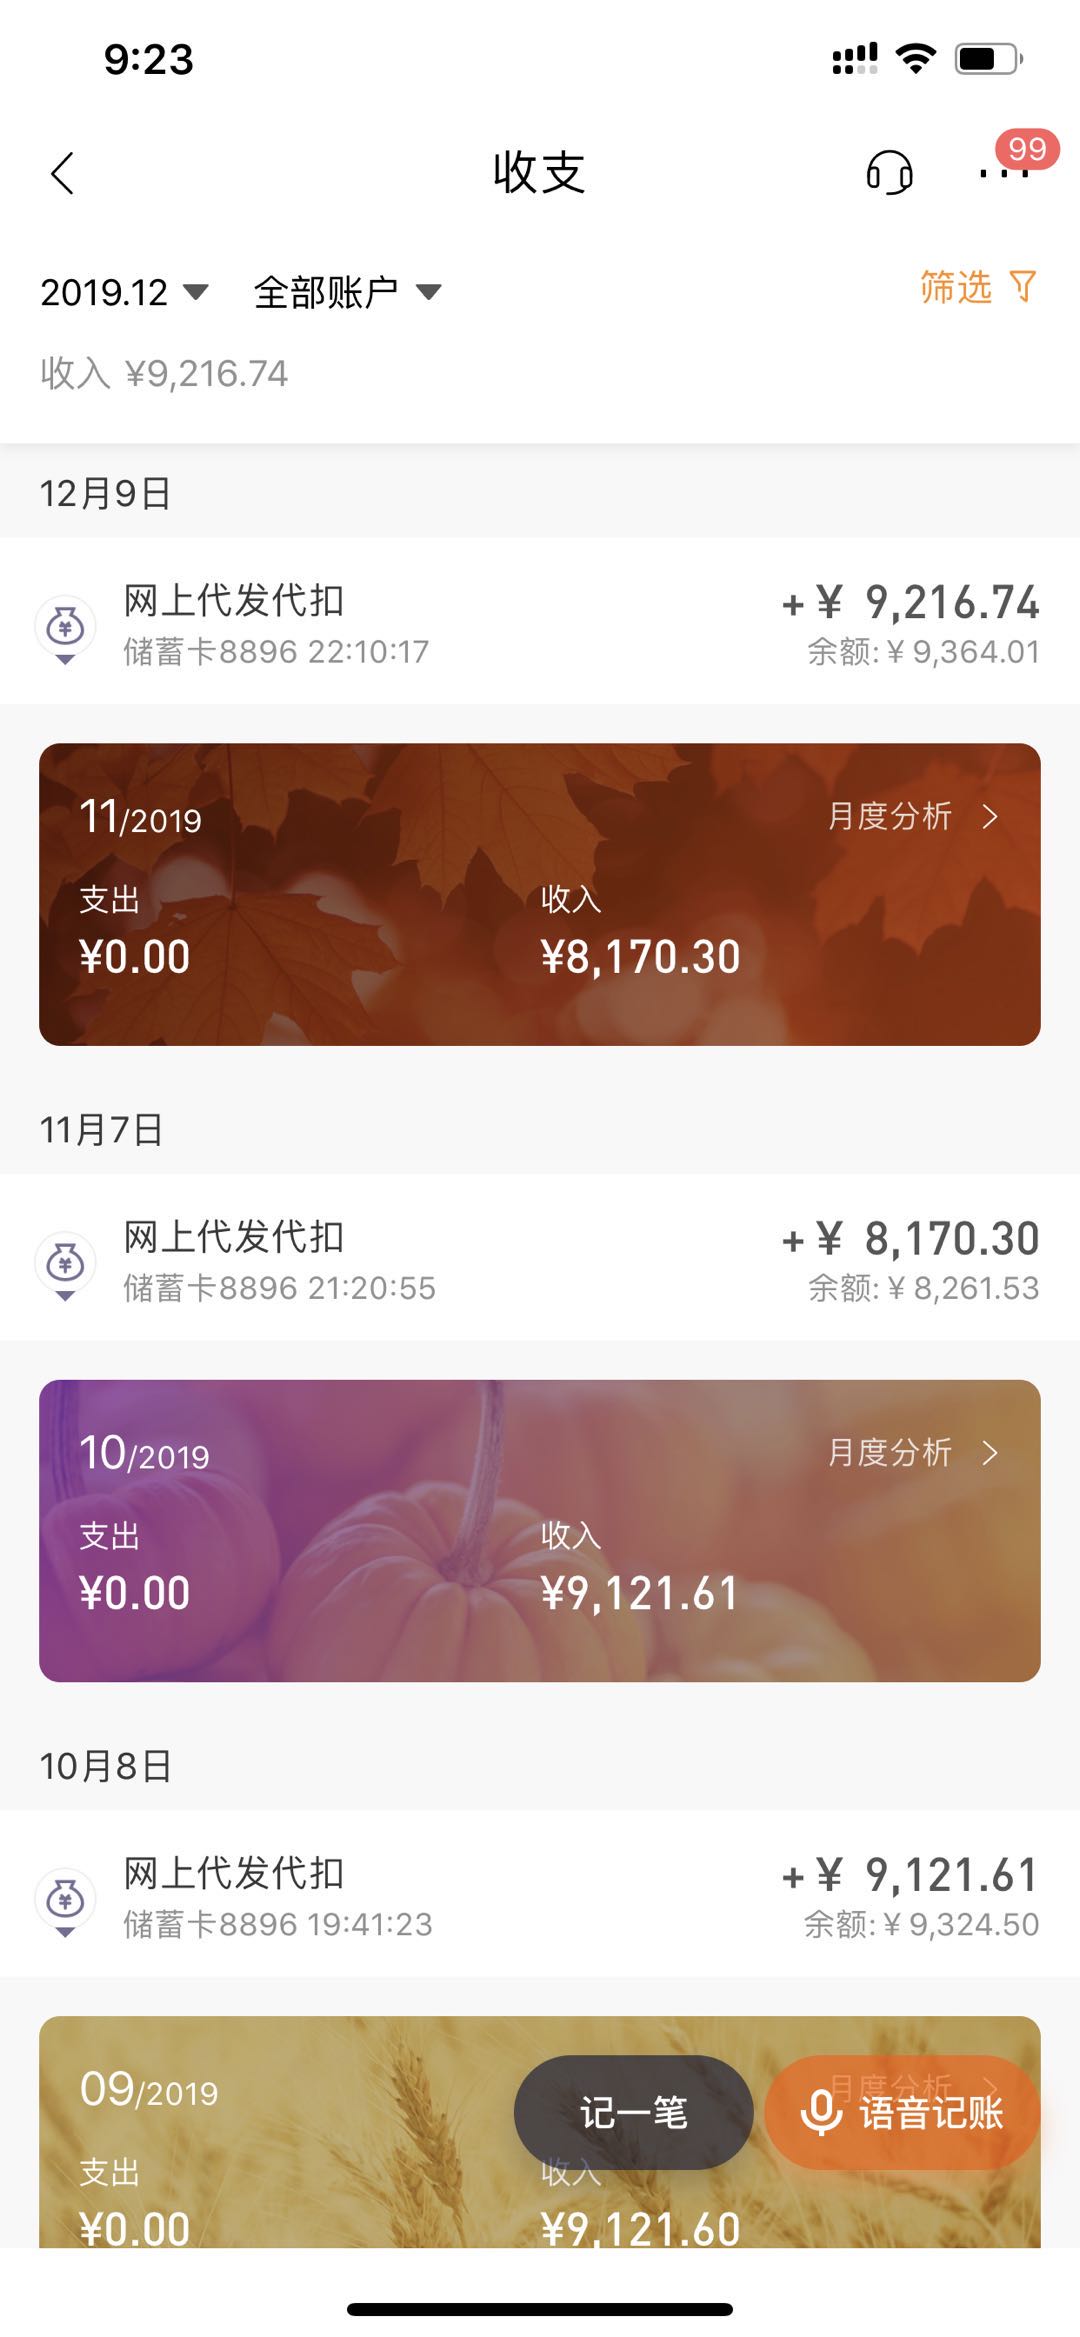 9:23
收支
99
2019.12 全部账户 筛选
收入 ¥9,216.74
12月9日
网上代发代扣 +¥ 9,216.74
储蓄卡8896 22:10:17 余额:¥9,364.01
11/2019 月度分析
支出 收入
¥0.00 ¥8,170.30
11月7日
网上代发代扣 +¥ 8,170.30
储蓄卡8896 21:20:55 余额:¥8,261.53
10/2019 月度分析
支出 收入
¥0.00 ¥9,121.61
10月8日
网上代发代扣 +¥ 9,121.61
储蓄卡8896 19:41:23 余额:¥9,324.50
09/2019 月度分析
记一笔 语音记账
支出 收入
¥0.00 ¥9,121.60